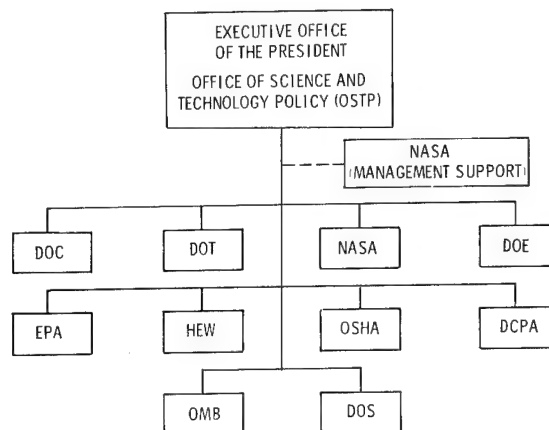 EXECUTIVE OFFICE
OF THE PRESIDENT
OFFICE OF SCIENCE AND
TECHNOLOGY POLICY (OSTP)
NASA
(MANAGEMENT SUPPORT)
DOC
DOT
NASA
DOE
EPA
HEW
OSHA
DCPA
OMB
DOS